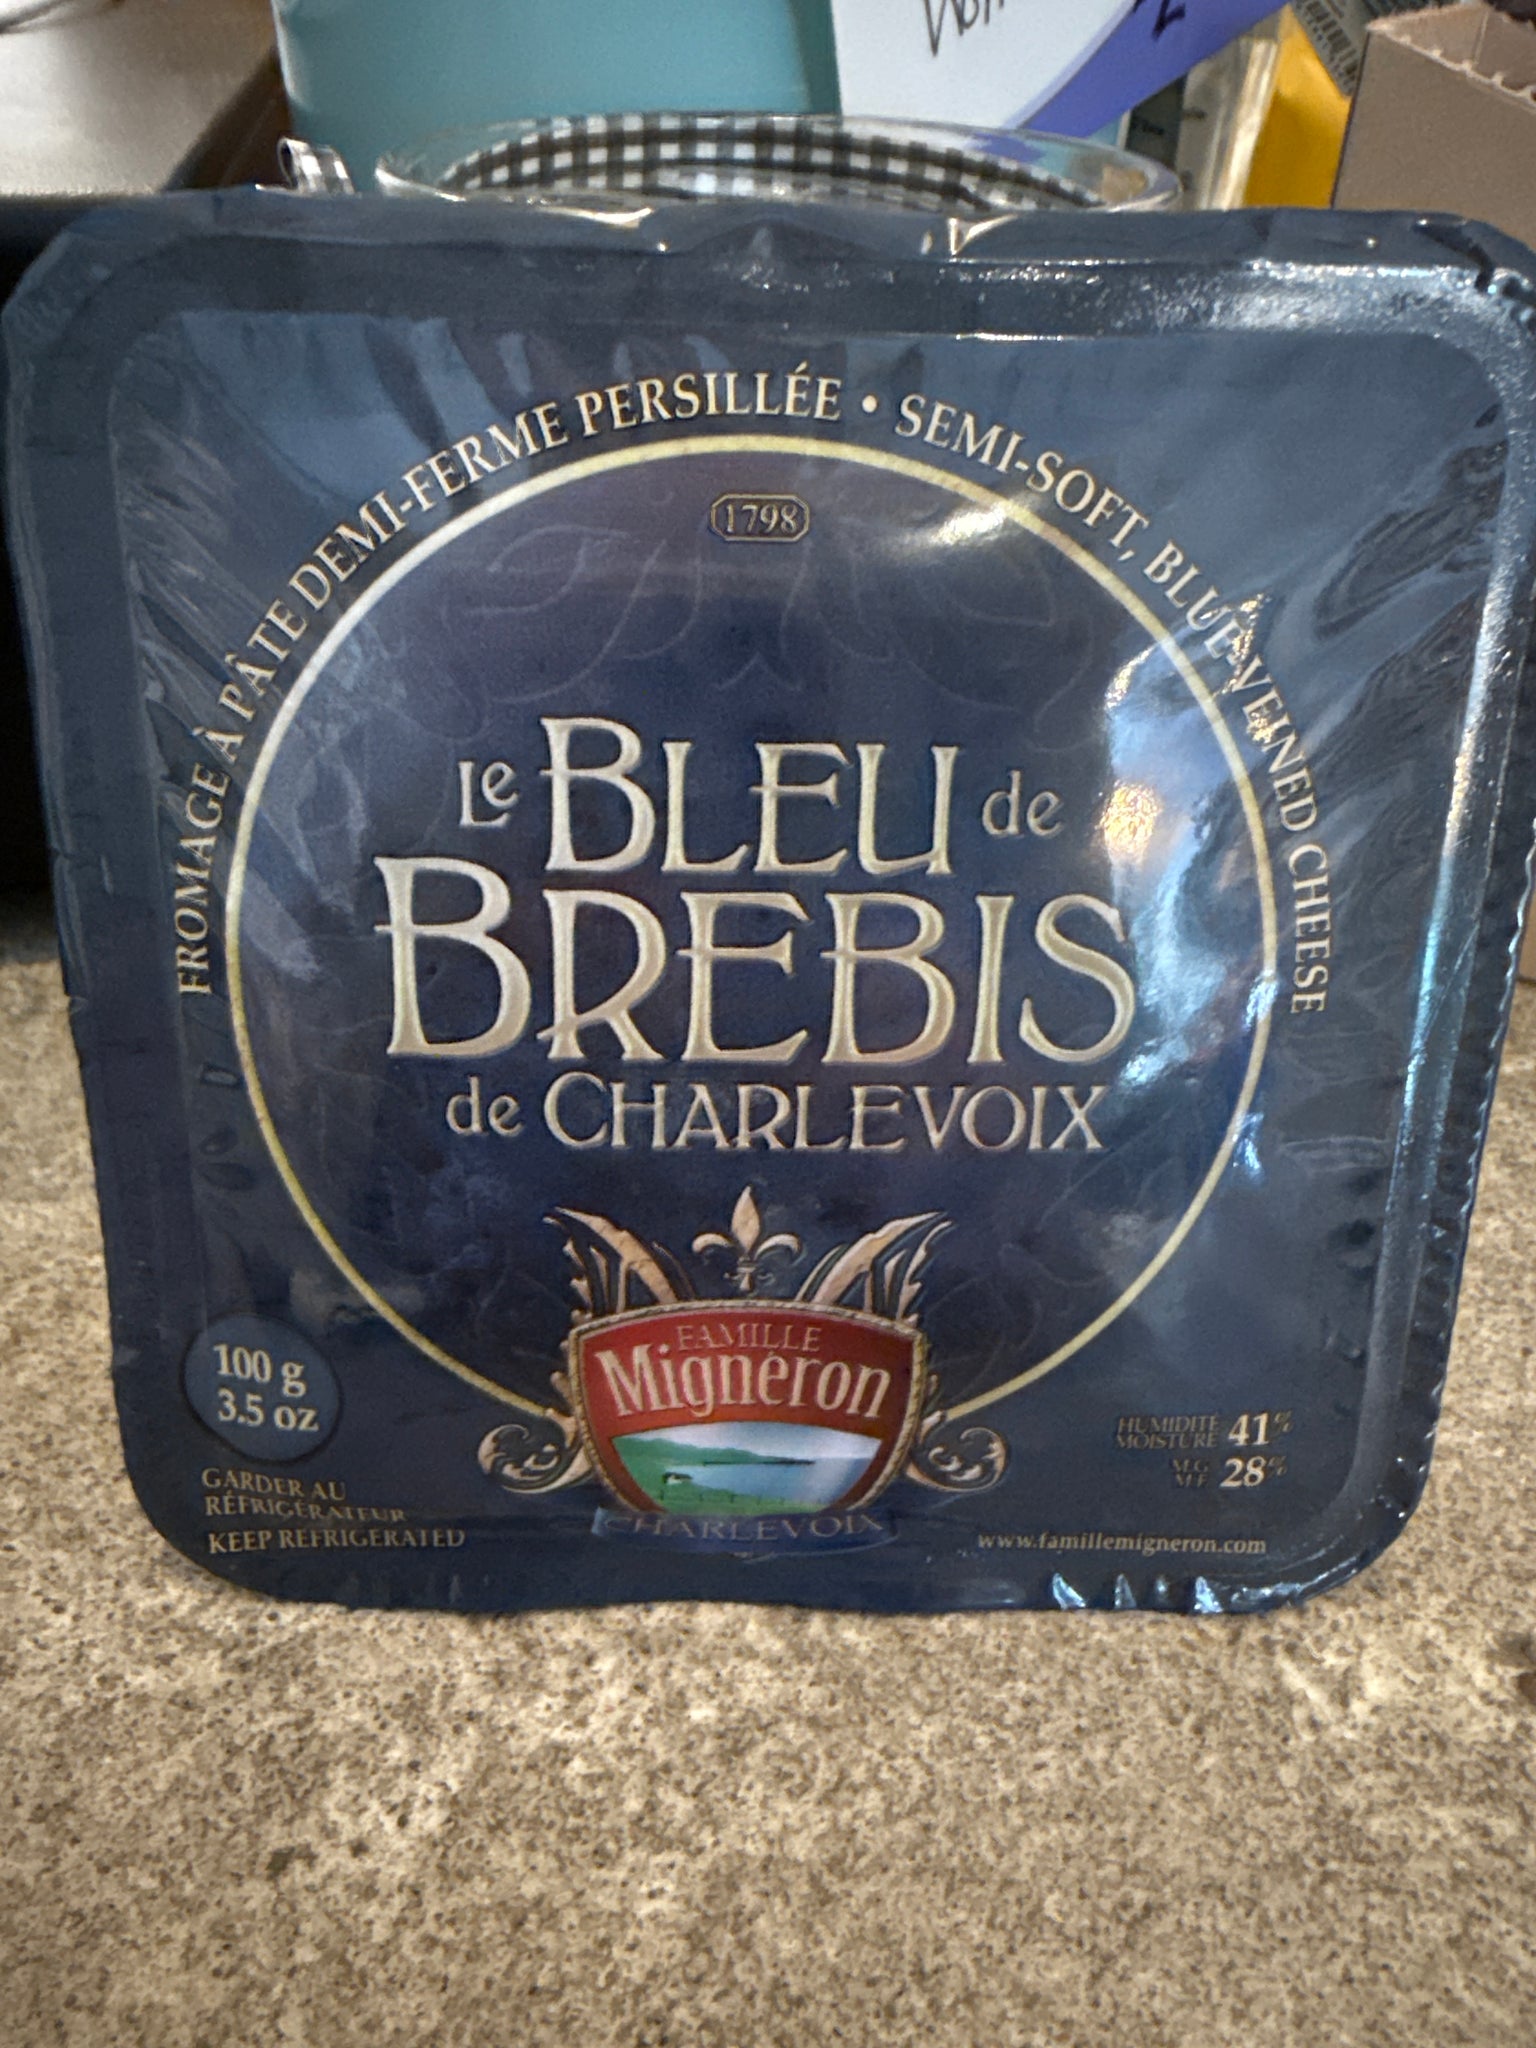 FROMAGE À PÂTE DEMI-FERME PERSILLÉE • SEMI-SOFT, BLUE-VEINED CHEESE
1798
Le BLEU de
BREBIS
de CHARLEVOIX
FAMILLE
Migneron
CHARLEVOIX
100 g
3.5 oz
GARDER AU
RÉFRIGÉRATEUR
KEEP REFRIGERATED
HUMIDITÉ
MOISTURE 41%
M.G.
M.F. 28%
www.famillemigneron.com